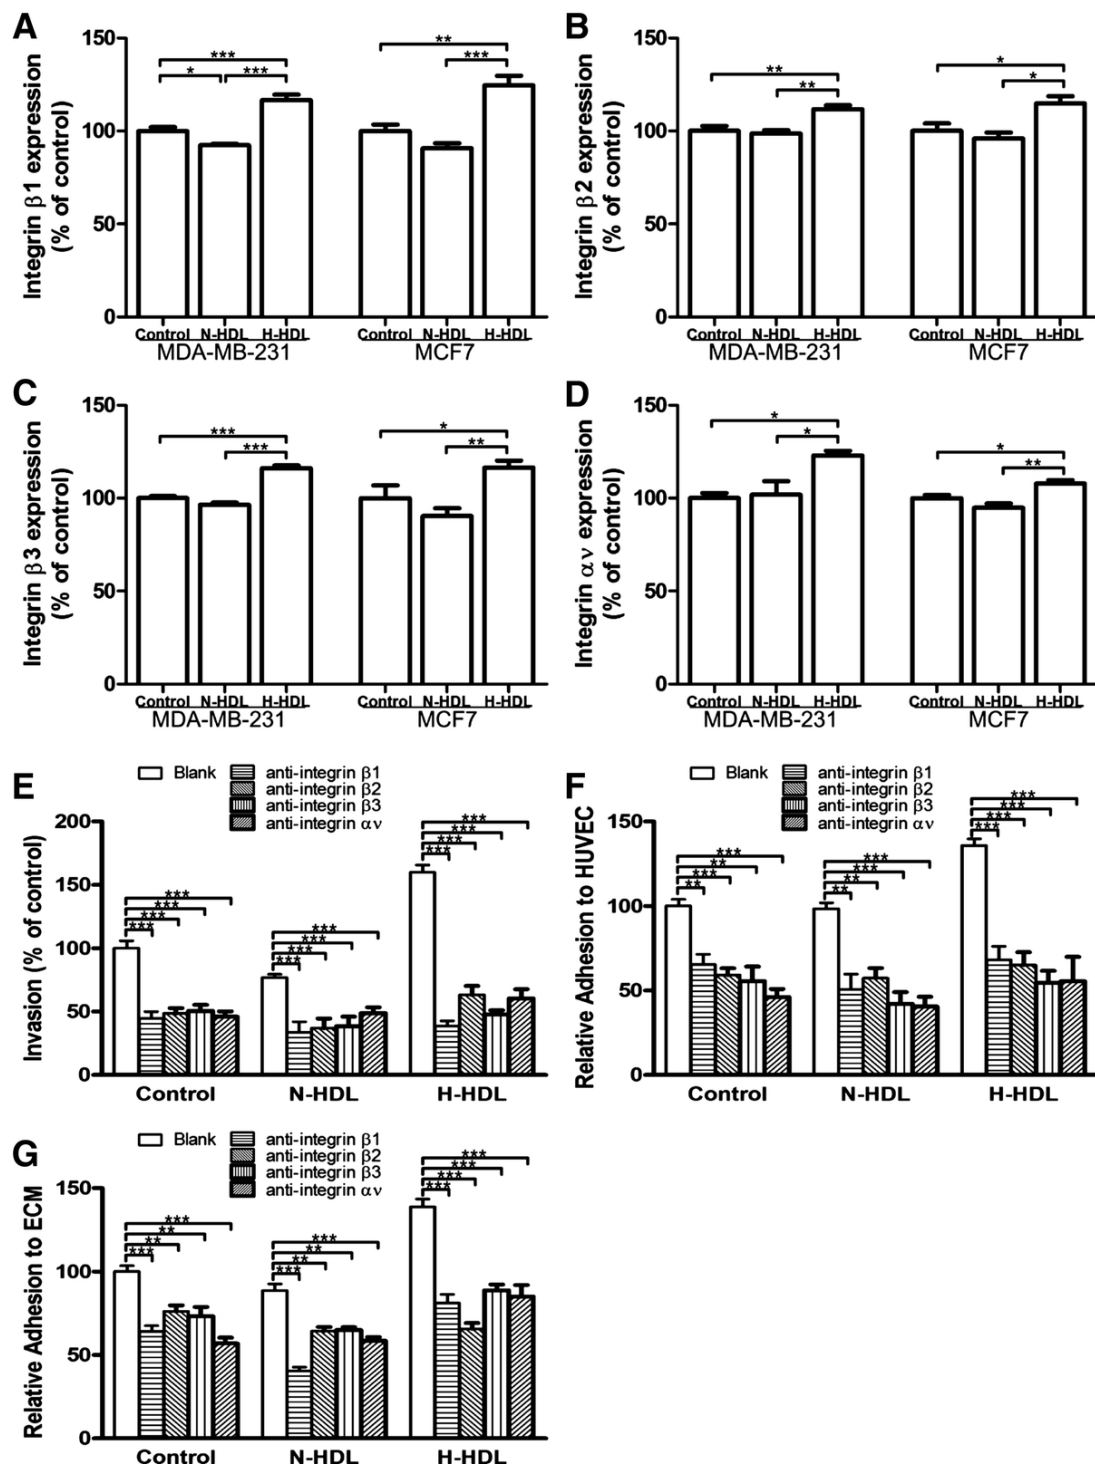 A
Integrin β1 expression
(% of control)
150
100
50
0
***
*
***
**
***
Control N-HDL H-HDL Control N-HDL H-HDL
MDA-MB-231 MCF7
B
Integrin β2 expression
(% of control)
150
100
50
0
**
**
*
*
Control N-HDL H-HDL Control N-HDL H-HDL
MDA-MB-231 MCF7
C
Integrin β3 expression
(% of control)
150
100
50
0
***
***
*
**
Control N-HDL H-HDL Control N-HDL H-HDL
MDA-MB-231 MCF7
D
Integrin αν expression
(% of control)
150
100
50
0
*
*
*
**
Control N-HDL H-HDL Control N-HDL H-HDL
MDA-MB-231 MCF7
E
Blank anti-integrin β1
anti-integrin β2
anti-integrin β3
anti-integrin αν
Invasion (% of control)
200
150
100
50
0
***
***
***
***
***
***
***
***
***
***
***
***
Control N-HDL H-HDL
F
Blank anti-integrin β1
anti-integrin β2
anti-integrin β3
anti-integrin αν
Relative Adhesion to HUVEC
150
100
50
0
***
**
***
**
***
***
**
**
***
***
***
***
Control N-HDL H-HDL
G
Blank anti-integrin β1
anti-integrin β2
anti-integrin β3
anti-integrin αν
Relative Adhesion to ECM
150
100
50
0
***
**
**
***
***
**
**
***
***
***
***
***
Control N-HDL H-HDL